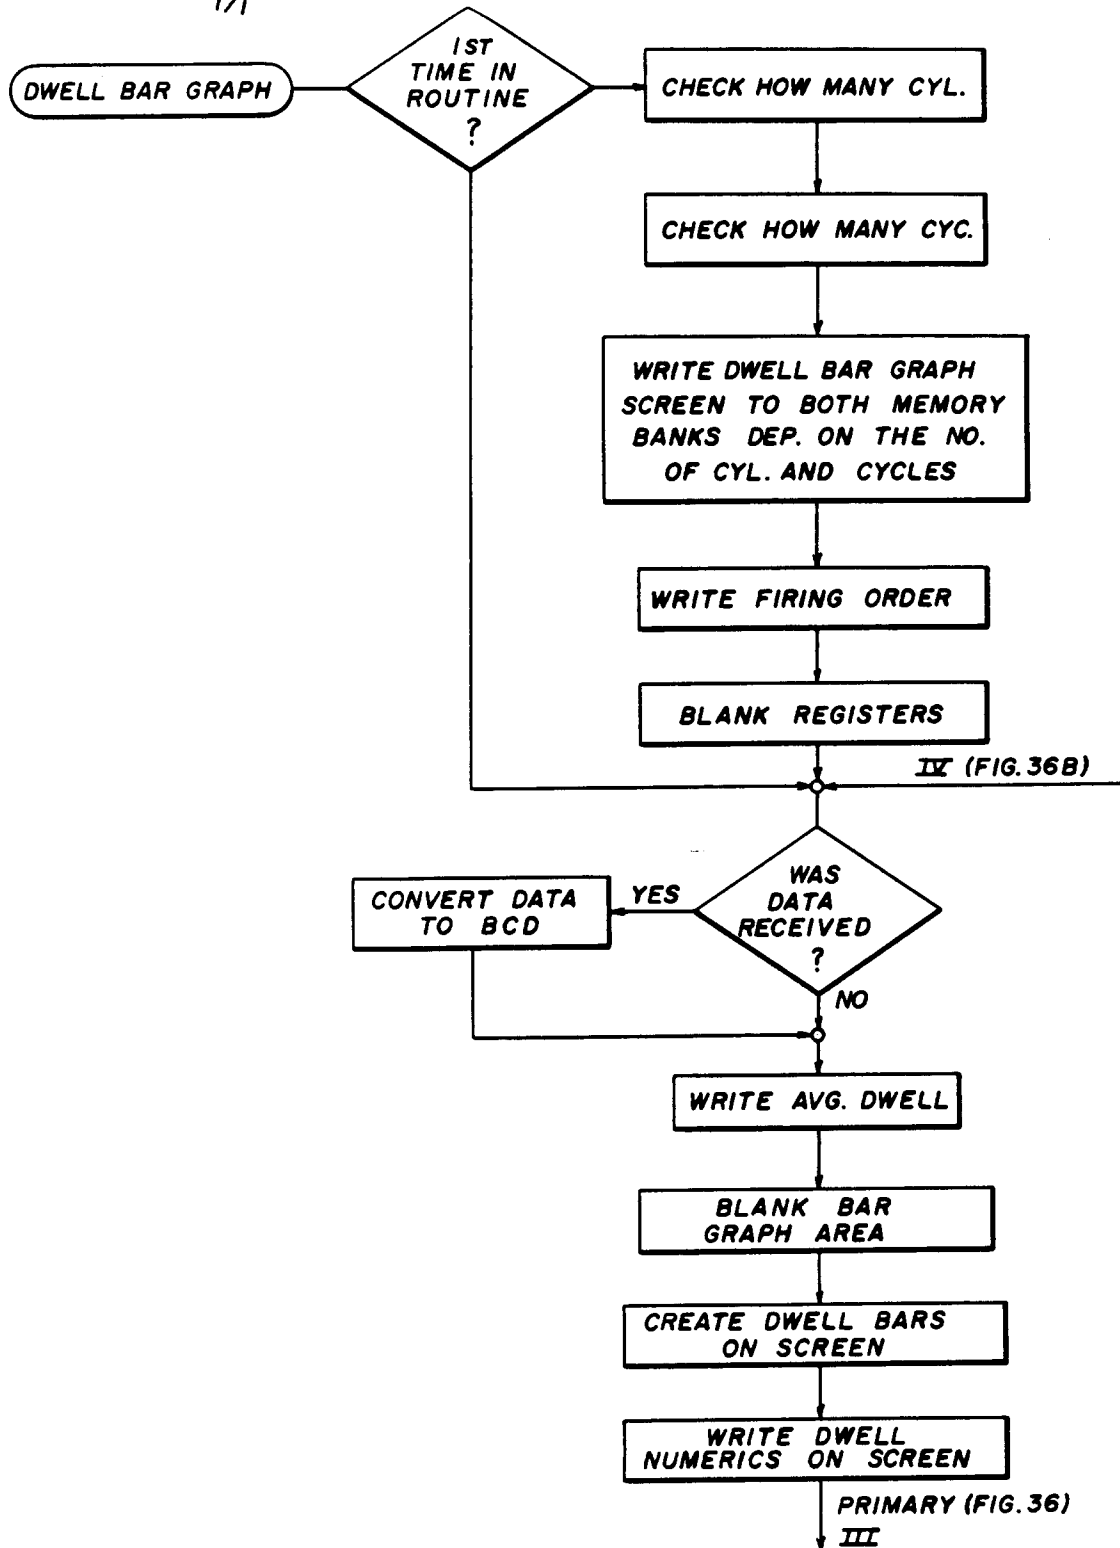 DWELL BAR GRAPH
1ST
TIME IN
ROUTINE
?
CHECK HOW MANY CYL.
CHECK HOW MANY CYC.
WRITE DWELL BAR GRAPH
SCREEN TO BOTH MEMORY
BANKS DEP. ON THE NO.
OF CYL. AND CYCLES
WRITE FIRING ORDER
BLANK REGISTERS
IV (FIG. 36B)
WAS
DATA
RECEIVED
?
YES
CONVERT DATA
TO BCD
NO
WRITE AVG. DWELL
BLANK BAR
GRAPH AREA
CREATE DWELL BARS
ON SCREEN
WRITE DWELL
NUMERICS ON SCREEN
PRIMARY (FIG. 36)
III